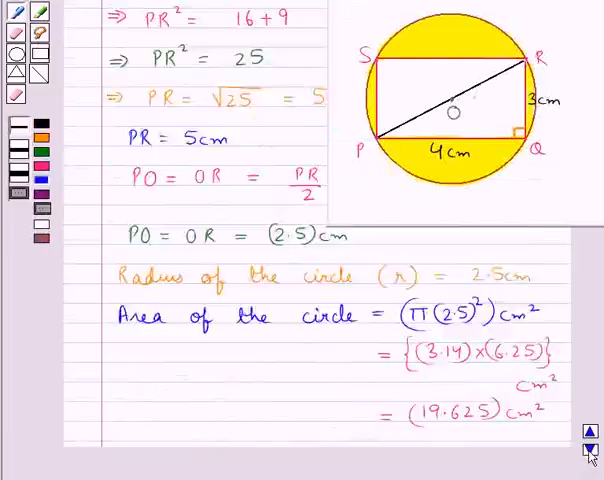 ⇒ PR² = 16 + 9
⇒ PR² = 25
⇒ PR = √25 = 5
PR = 5cm
PO = OR = PR/2
PO = OR = (2.5)cm
Radius of the circle (r) = 2.5cm
Area of the circle = (π(2.5)²)cm²
= {(3.14)×(6.25)}
cm²
= (19.625)cm²
S R
3cm
O
P Q
4cm